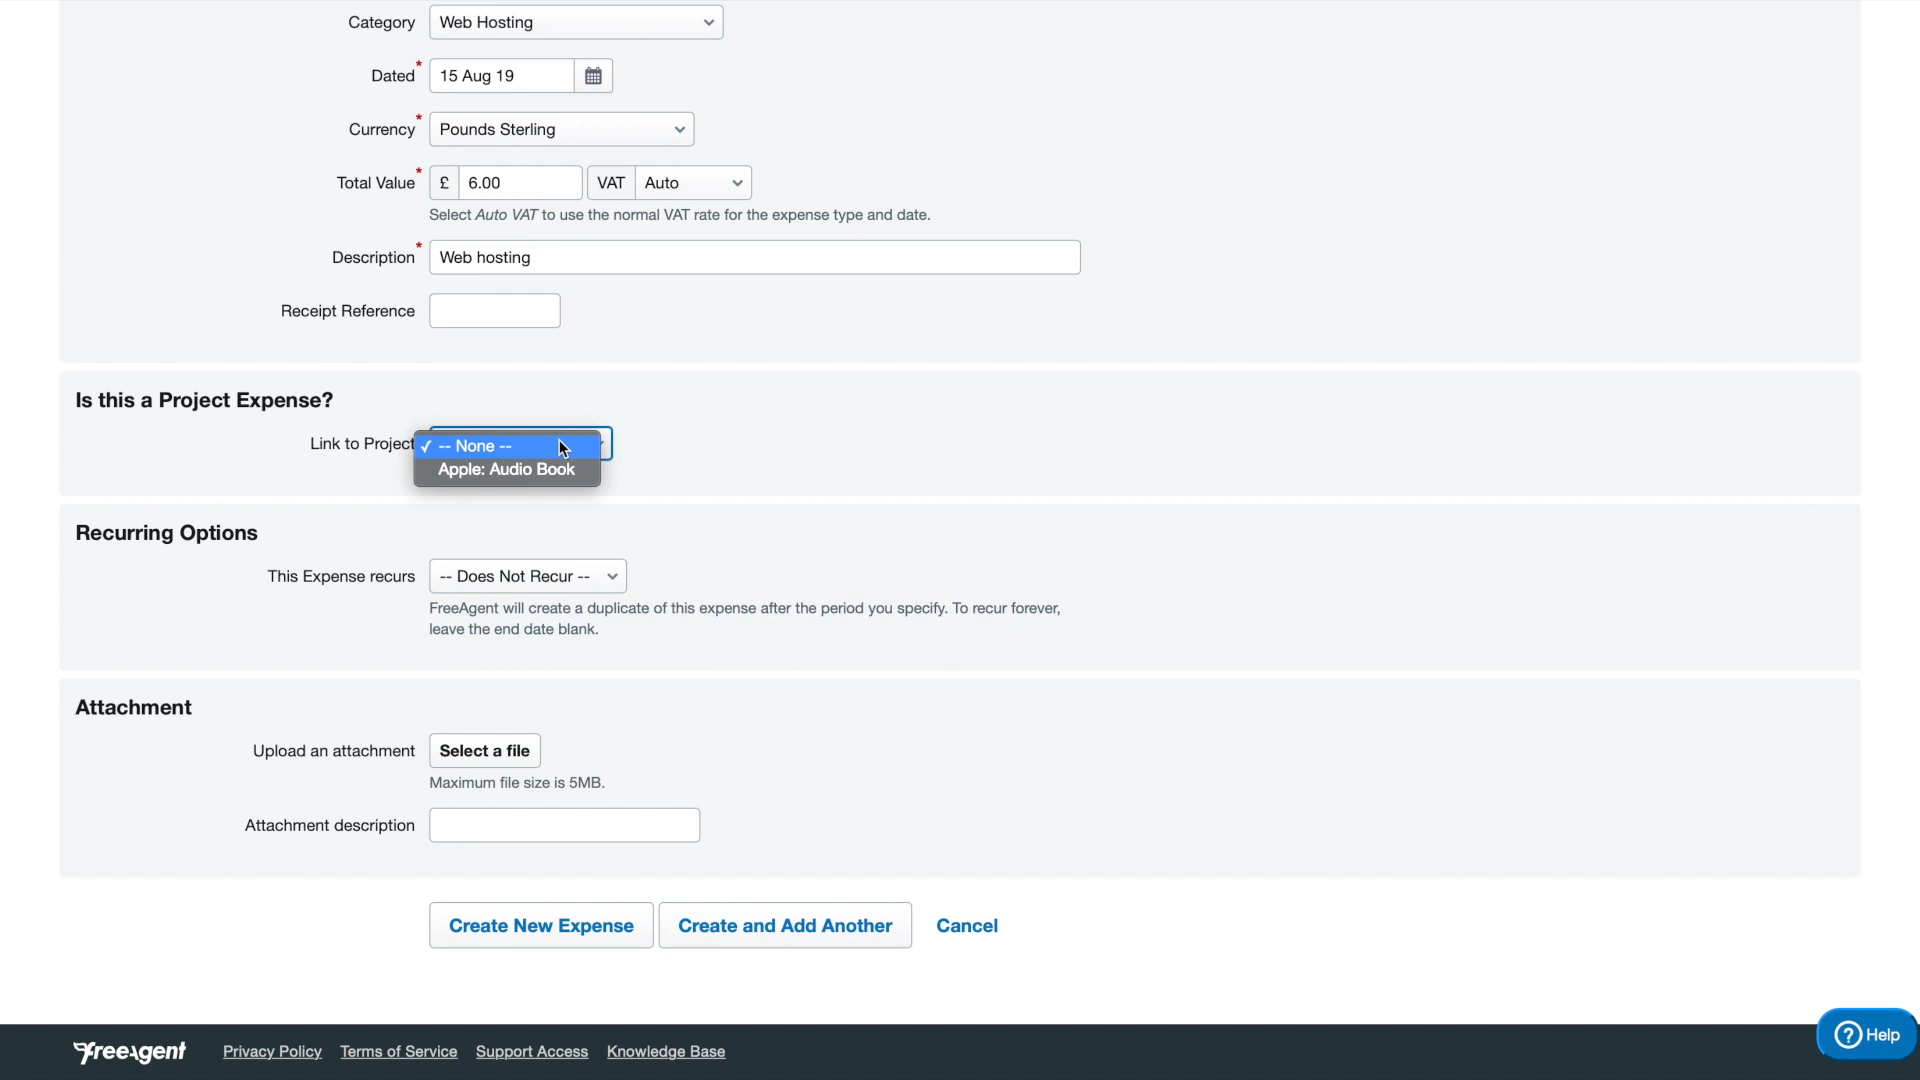 Category Web Hosting
Dated * 15 Aug 19
Currency * Pounds Sterling
Total Value * £ 6.00 VAT Auto
Select Auto VAT to use the normal VAT rate for the expense type and date.
Description * Web hosting
Receipt Reference
Is this a Project Expense?
Link to Project ✓ -- None --
Apple: Audio Book
Recurring Options
This Expense recurs -- Does Not Recur --
FreeAgent will create a duplicate of this expense after the period you specify. To recur forever,
leave the end date blank.
Attachment
Upload an attachment Select a file
Maximum file size is 5MB.
Attachment description
Create New Expense Create and Add Another Cancel
freeagent Privacy Policy Terms of Service Support Access Knowledge Base
? Help